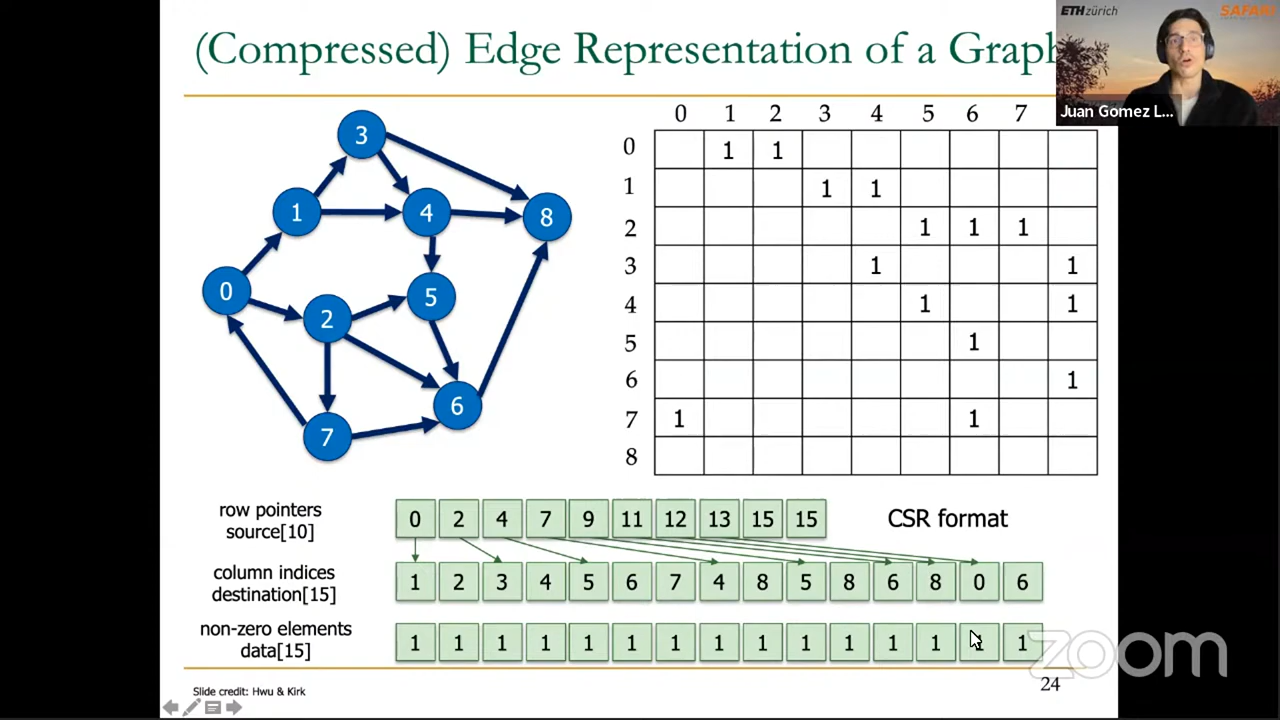 (Compressed) Edge Representation of a Graph
ETH zürich
SAFARI
Juan Gomez L...
3
1
4
8
0
2
5
6
7
0 1 2 3 4 5 6 7
0 1 1
1 1 1
2 1 1 1
3 1 1
4 1 1
5 1
6 1
7 1 1
8
row pointers
source[10]
0 2 4 7 9 11 12 13 15 15
CSR format
column indices
destination[15]
1 2 3 4 5 6 7 4 8 5 8 6 8 0 6
non-zero elements
data[15]
1 1 1 1 1 1 1 1 1 1 1 1 1 1 1
zoom
Slide credit: Hwu & Kirk
24